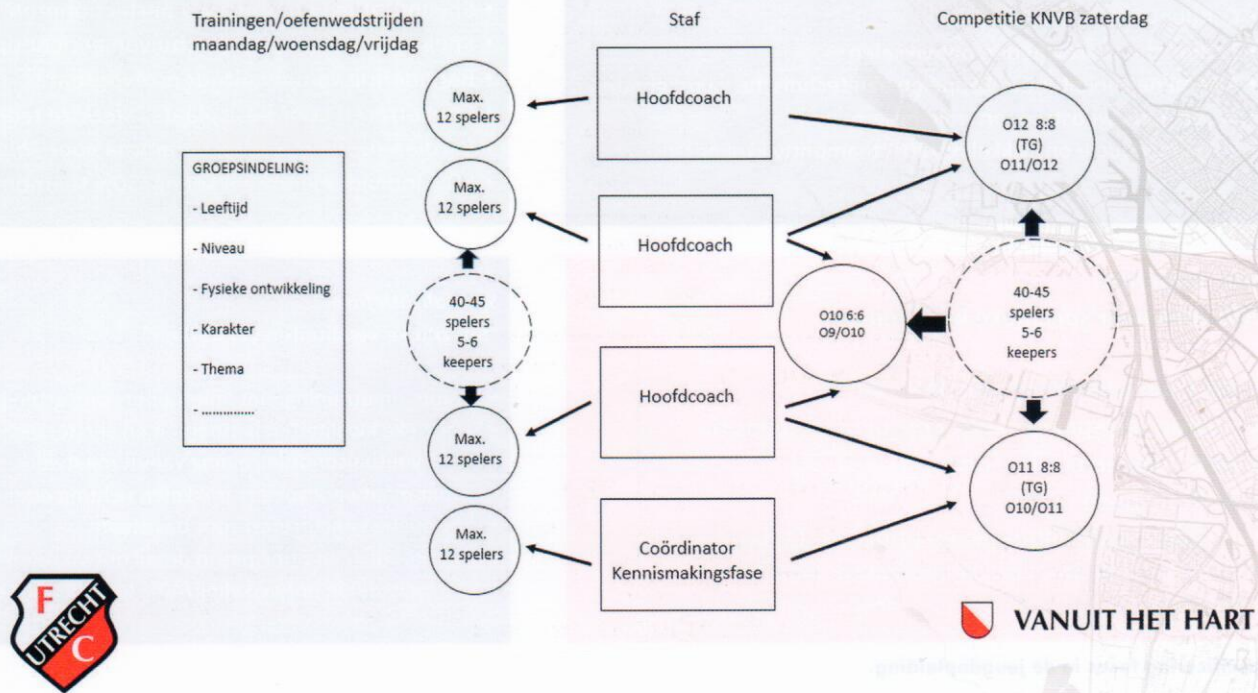 Trainingen/oefenwedstrijden
maandag/woensdag/vrijdag
GROEPSINDELING:
- Leeftijd
- Niveau
- Fysieke ontwikkeling
- Karakter
- Thema
- ..............
Max.
12 spelers
Max.
12 spelers
40-45
spelers
5-6
keepers
Max.
12 spelers
Max.
12 spelers
Staf
Hoofdcoach
Hoofdcoach
Hoofdcoach
Coördinator
Kennismakingsfase
Competitie KNVB zaterdag
O12 8:8
(TG)
O11/O12
O10 6:6
O9/O10
40-45
spelers
5-6
keepers
O11 8:8
(TG)
O10/O11
F
UTRECHT
C
VANUIT HET HART